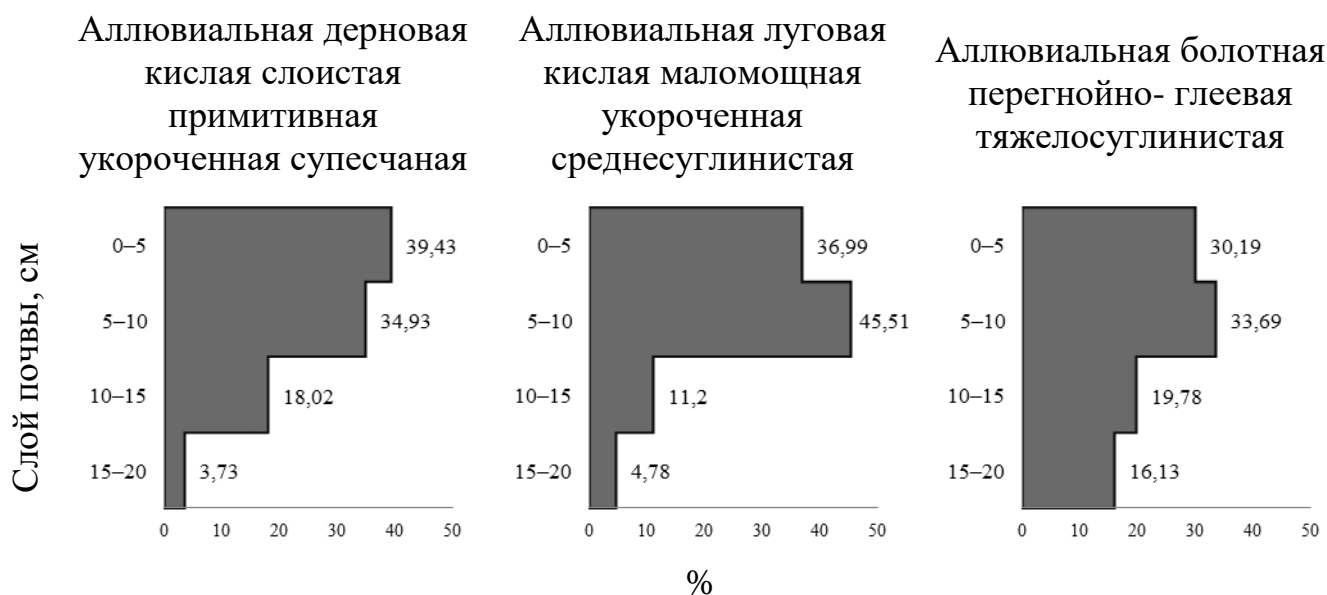 Аллювиальная дерновая
кислая слоистая
примитивная
укороченная супесчаная
Аллювиальная луговая
кислая маломощная
укороченная
среднесуглинистая
Аллювиальная болотная
перегнойно- глеевая
тяжелосуглинистая
Слой почвы, см
0–5
39,43
5–10
34,93
10–15
18,02
15–20
3,73
0 10 20 30 40 50
0–5
36,99
5–10
45,51
10–15
11,2
15–20
4,78
0 10 20 30 40 50
0–5
30,19
5–10
33,69
10–15
19,78
15–20
16,13
0 10 20 30 40 50
%